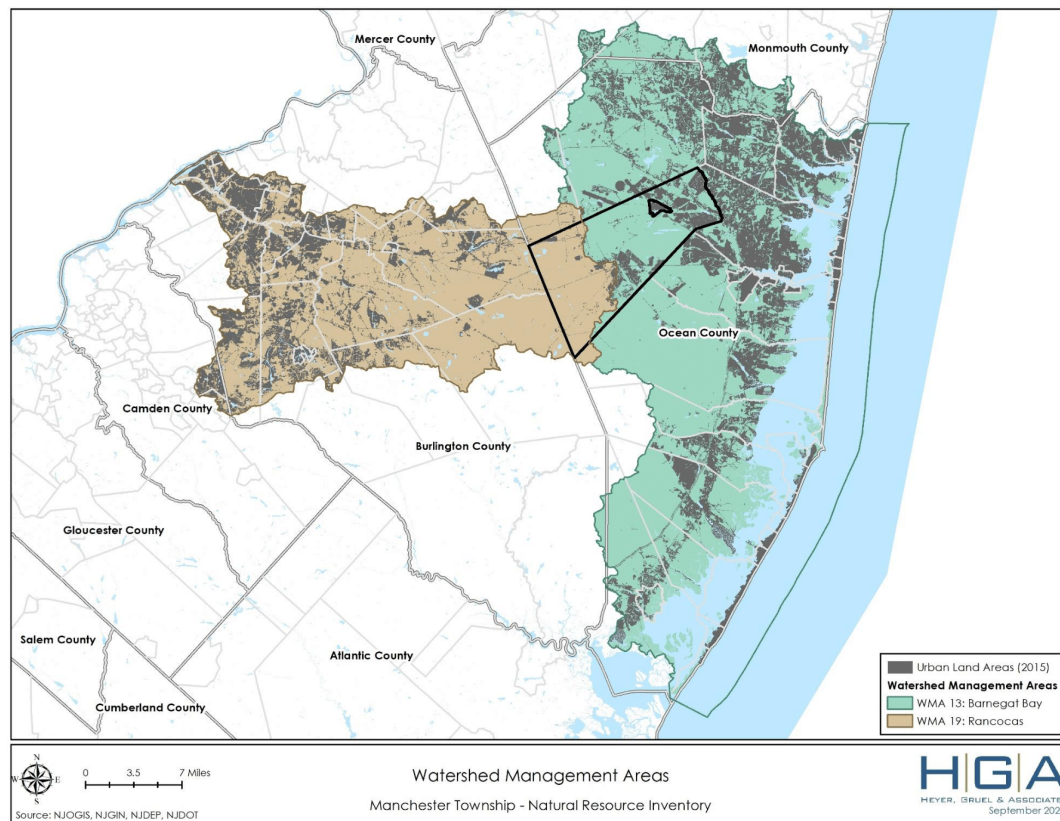 Mercer County
Monmouth County
Ocean County
Camden County
Burlington County
Gloucester County
Salem County
Atlantic County
Cumberland County
Urban Land Areas (2015)
Watershed Management Areas
WMA 13: Barnegat Bay
WMA 19: Rancocas
N
W E
S
0 3.5 7 Miles
Source: NJOGIS, NJGIN, NJDEP, NJDOT
Watershed Management Areas
Manchester Township - Natural Resource Inventory
H|G|A
HEYER, GRUEL & ASSOCIATE
September 202